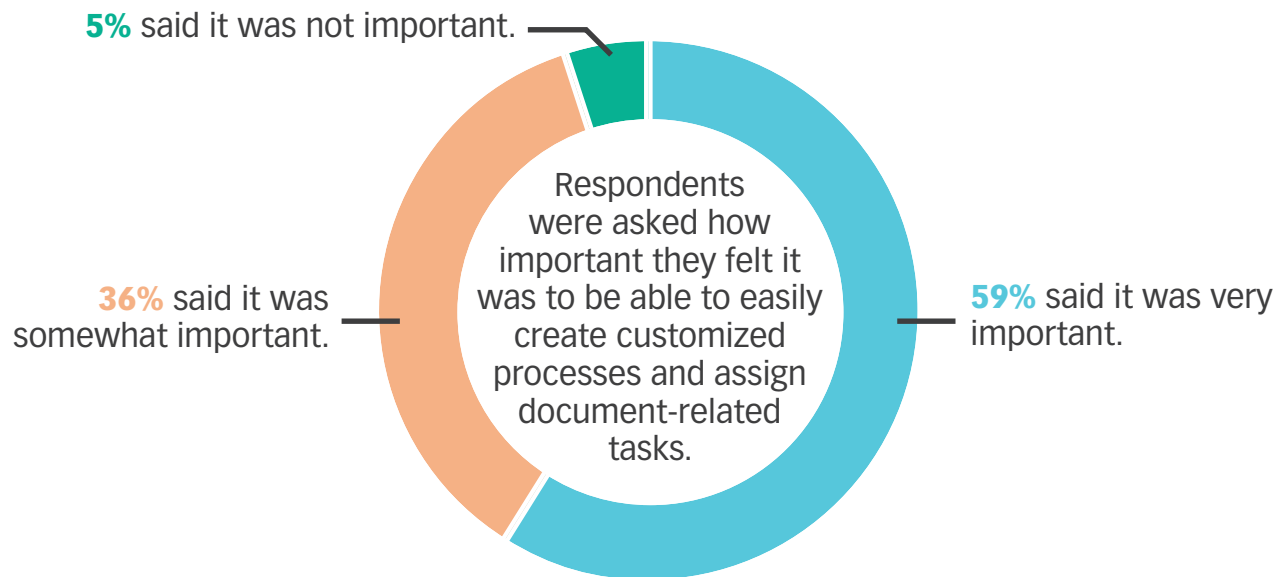 5% said it was not important.
Respondents
were asked how
important they felt it
was to be able to easily
create customized
processes and assign
document-related
tasks.
36% said it was
somewhat important.
59% said it was very
important.